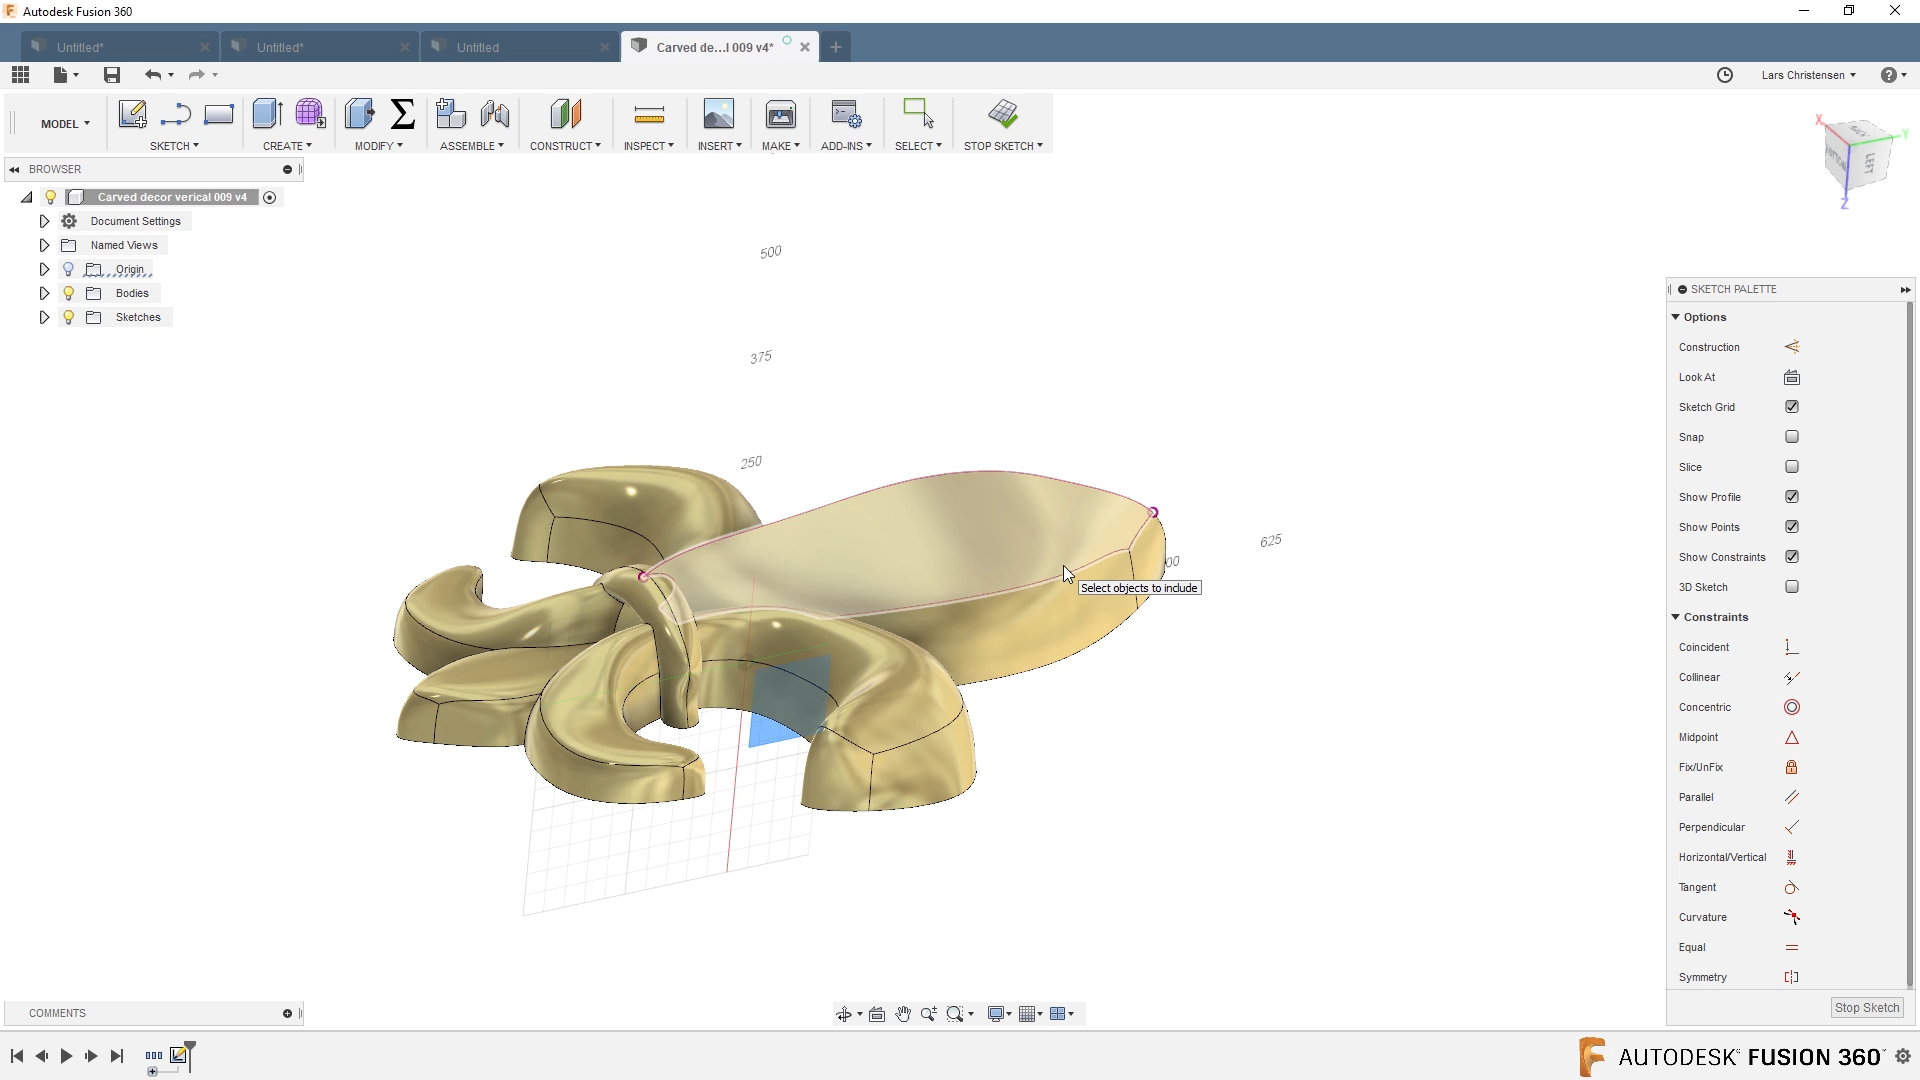 Autodesk Fusion 360
Untitled*
Untitled*
Untitled
Carved de...l 009 v4*
Lars Christensen
MODEL
SKETCH
CREATE
MODIFY
ASSEMBLE
CONSTRUCT
INSPECT
INSERT
MAKE
ADD-INS
SELECT
STOP SKETCH
BROWSER
Carved decor verical 009 v4
Document Settings
Named Views
Origin
Bodies
Sketches
X
Y
Z
LEFT
500
375
250
625
00
Select objects to include
SKETCH PALETTE
Options
Construction
Look At
Sketch Grid
Snap
Slice
Show Profile
Show Points
Show Constraints
3D Sketch
Constraints
Coincident
Collinear
Concentric
Midpoint
Fix/UnFix
Parallel
Perpendicular
Horizontal/Vertical
Tangent
Curvature
Equal
Symmetry
Stop Sketch
COMMENTS
AUTODESK FUSION 360